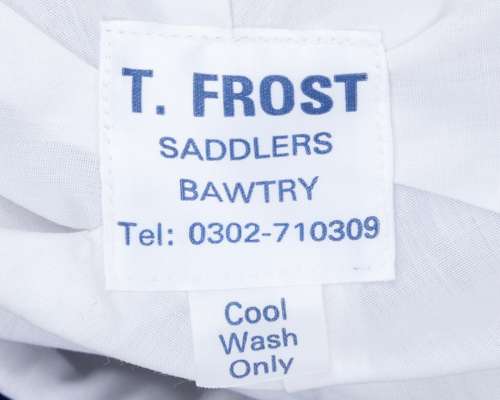 T. FROST
SADDLERS
BAWTRY
Tel: 0302-710309
Cool
Wash
Only